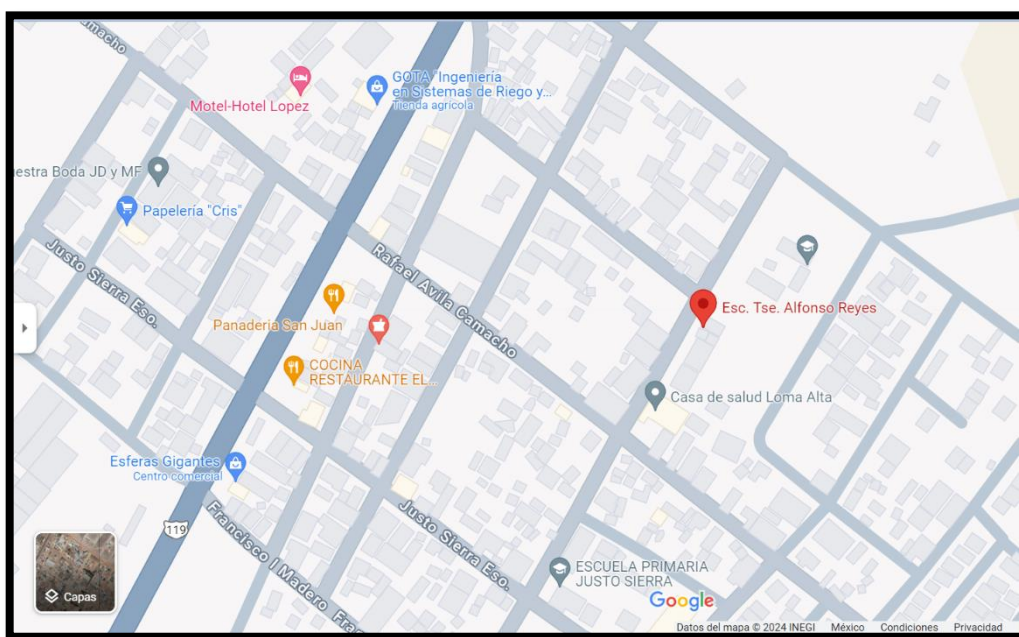 Camacho
GOTA "Ingeniería
en Sistemas de Riego y...
Tienda agrícola
Motel-Hotel Lopez
uestra Boda JD y MF
Papelería "Cris"
Justo Sierra Eso.
Rafael Avila Camacho
Esc. Tse. Alfonso Reyes
Panaderia San Juan
COCINA
RESTAURANTE EL...
Casa de salud Loma Alta
Esferas Gigantes
Centro comercial
119
Francisco I Madero
Fra
Justo Sierra Eso.
ESCUELA PRIMARIA
JUSTO SIERRA
Capas
Google
Datos del mapa © 2024 INEGI México Condiciones Privacidad